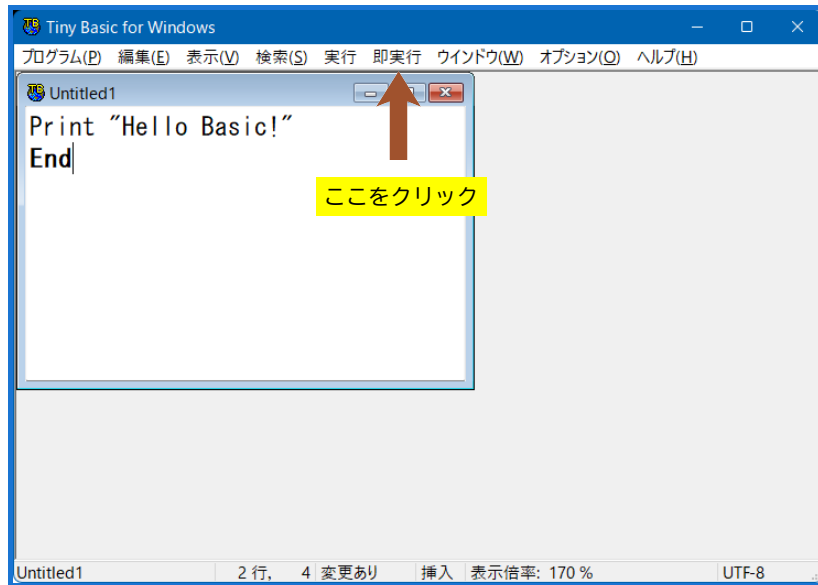 Tiny Basic for Windows
プログラム(P) 編集(E) 表示(V) 検索(S) 実行 即実行 ウインドウ(W) オプション(O) ヘルプ(H)
Untitled1
Print "Hello Basic!"
End
ここをクリック
Untitled1 2 行, 4 変更あり 挿入 表示倍率: 170 % UTF-8